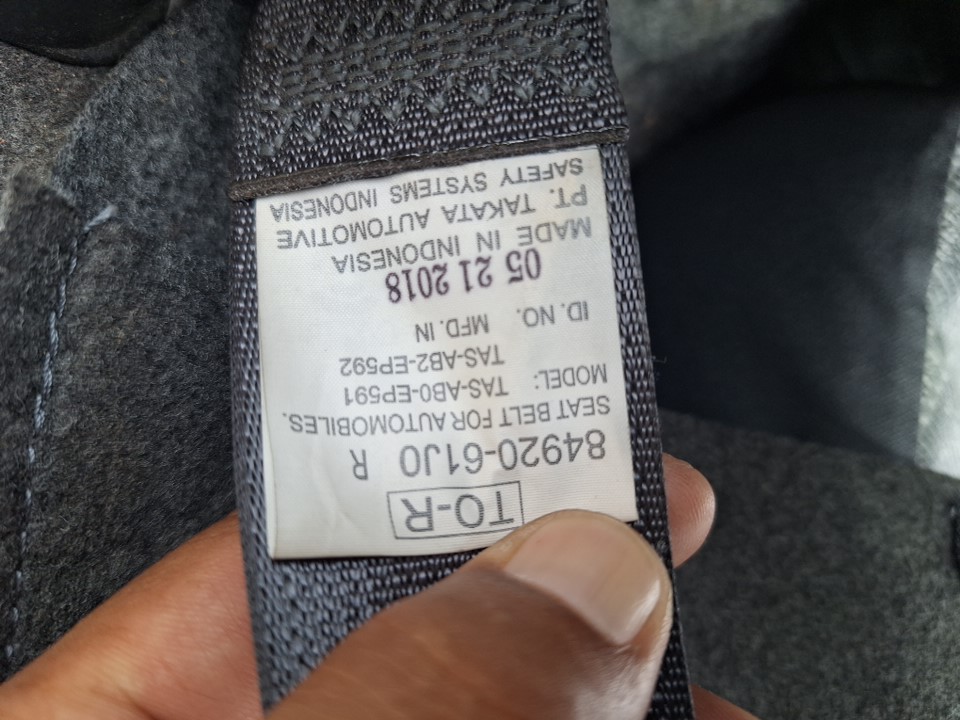 TO-R
84920-61J0 R
SEAT BELT FOR AUTOMOBILES.
MODEL: TAS-AB0-EP591
TAS-AB2-EP592
ID. NO. MFD. IN
05 21 2018
MADE IN INDONESIA
PT. TAKATA AUTOMOTIVE
SAFETY SYSTEMS INDONESIA